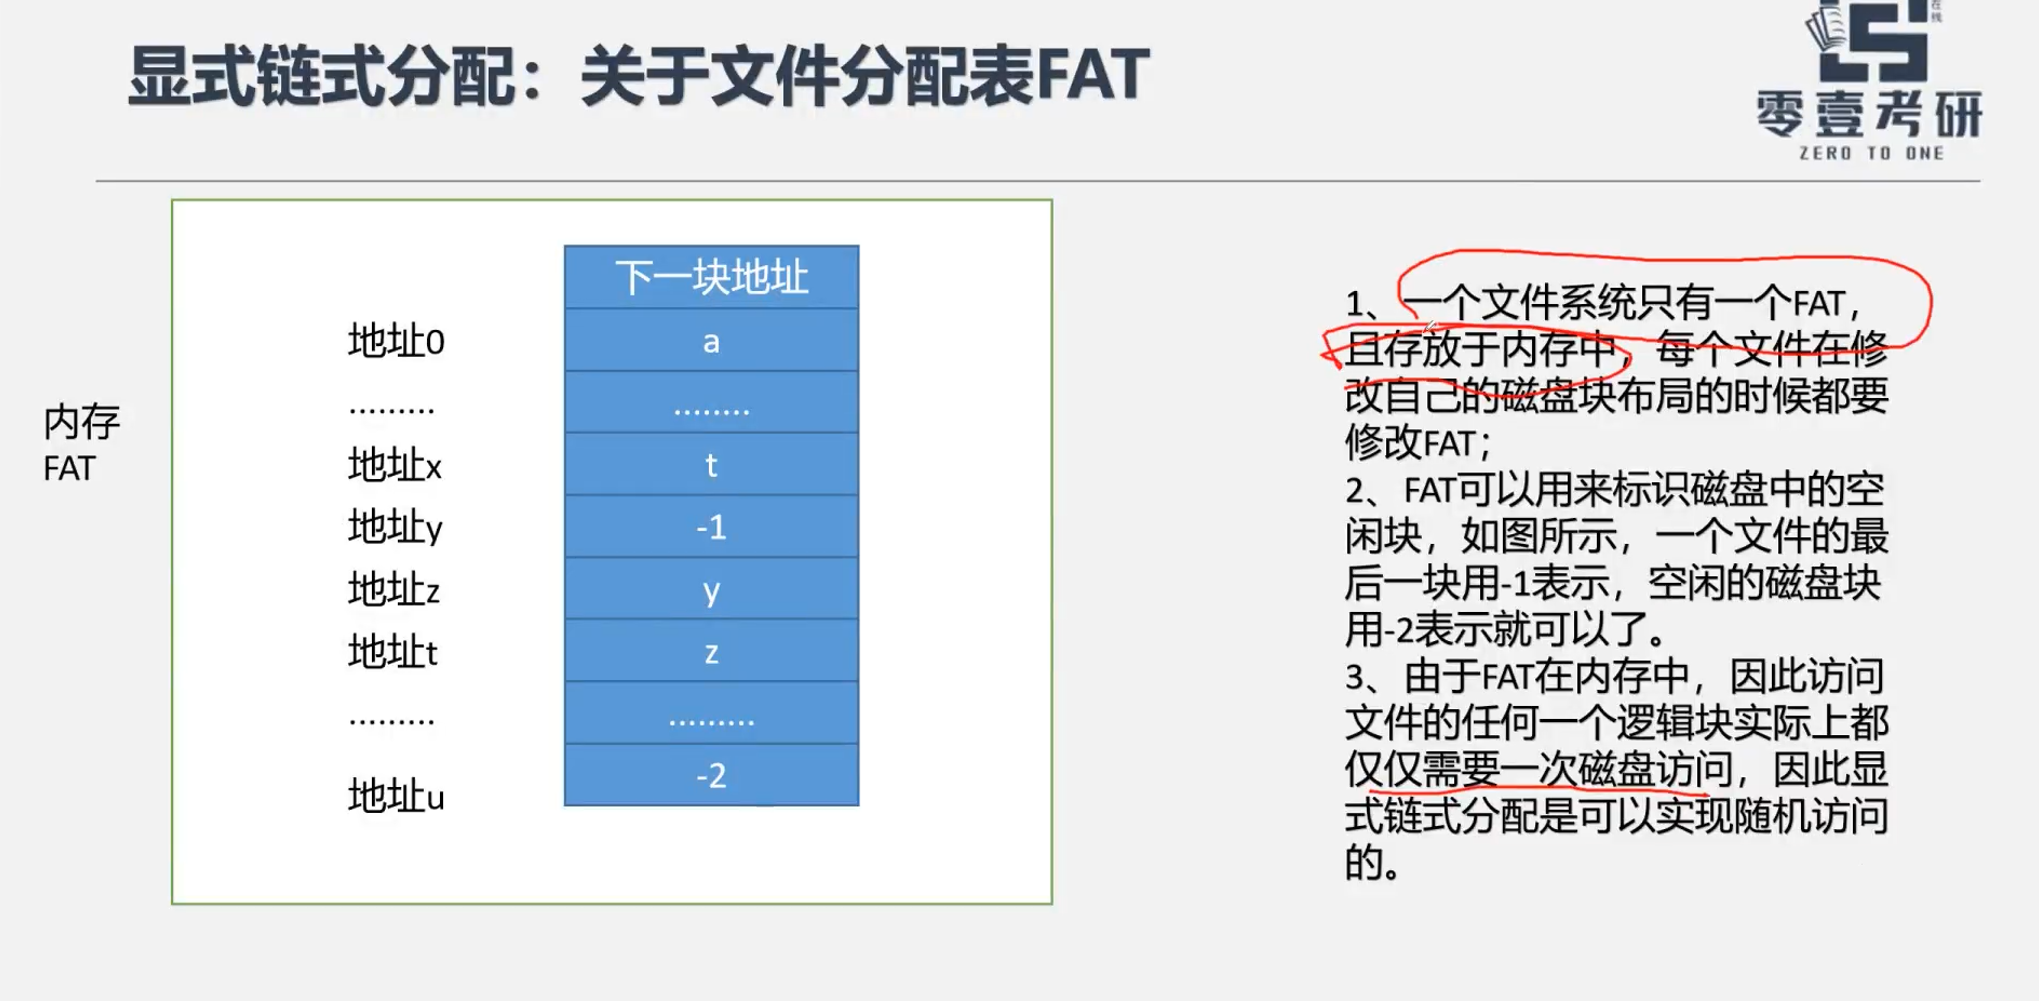 显式链式分配：关于文件分配表FAT
在线
零壹考研
ZERO TO ONE
内存
FAT
下一块地址
地址0 a
......... ........
地址x t
地址y -1
地址z y
地址t z
......... .........
地址u -2
1、一个文件系统只有一个FAT，
且存放于内存中，每个文件在修
改自己的磁盘块布局的时候都要
修改FAT；
2、FAT可以用来标识磁盘中的空
闲块，如图所示，一个文件的最
后一块用-1表示，空闲的磁盘块
用-2表示就可以了。
3、由于FAT在内存中，因此访问
文件的任何一个逻辑块实际上都
仅仅需要一次磁盘访问，因此显
式链式分配是可以实现随机访问
的。